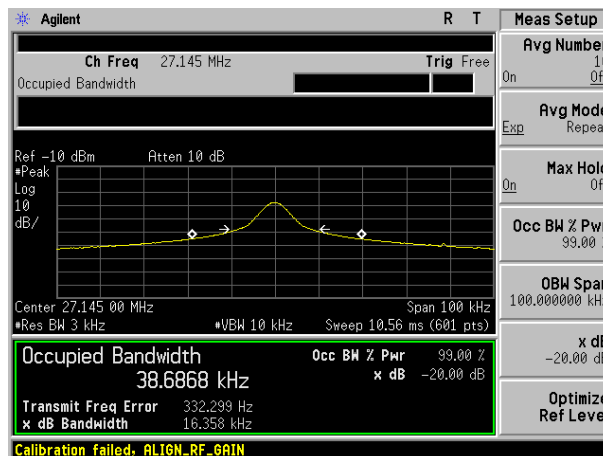 Agilent
R T
Meas Setup
Ch Freq 27.145 MHz
Trig Free
Occupied Bandwidth
Avg Number
10
On Off
Avg Mode
Exp Repeat
Max Hold
On Off
Occ BW % Pwr
99.00 %
OBW Span
100.000000 kHz
x dB
-20.00 dB
Optimize
Ref Level
Ref -10 dBm Atten 10 dB
#Peak
Log
10
dB/
Center 27.145 00 MHz Span 100 kHz
#Res BW 3 kHz #VBW 10 kHz Sweep 10.56 ms (601 pts)
Occupied Bandwidth
38.6868 kHz
Occ BW % Pwr 99.00 %
x dB -20.00 dB
Transmit Freq Error 332.299 Hz
x dB Bandwidth 16.358 kHz
Calibration failed, ALIGN_RF_GAIN